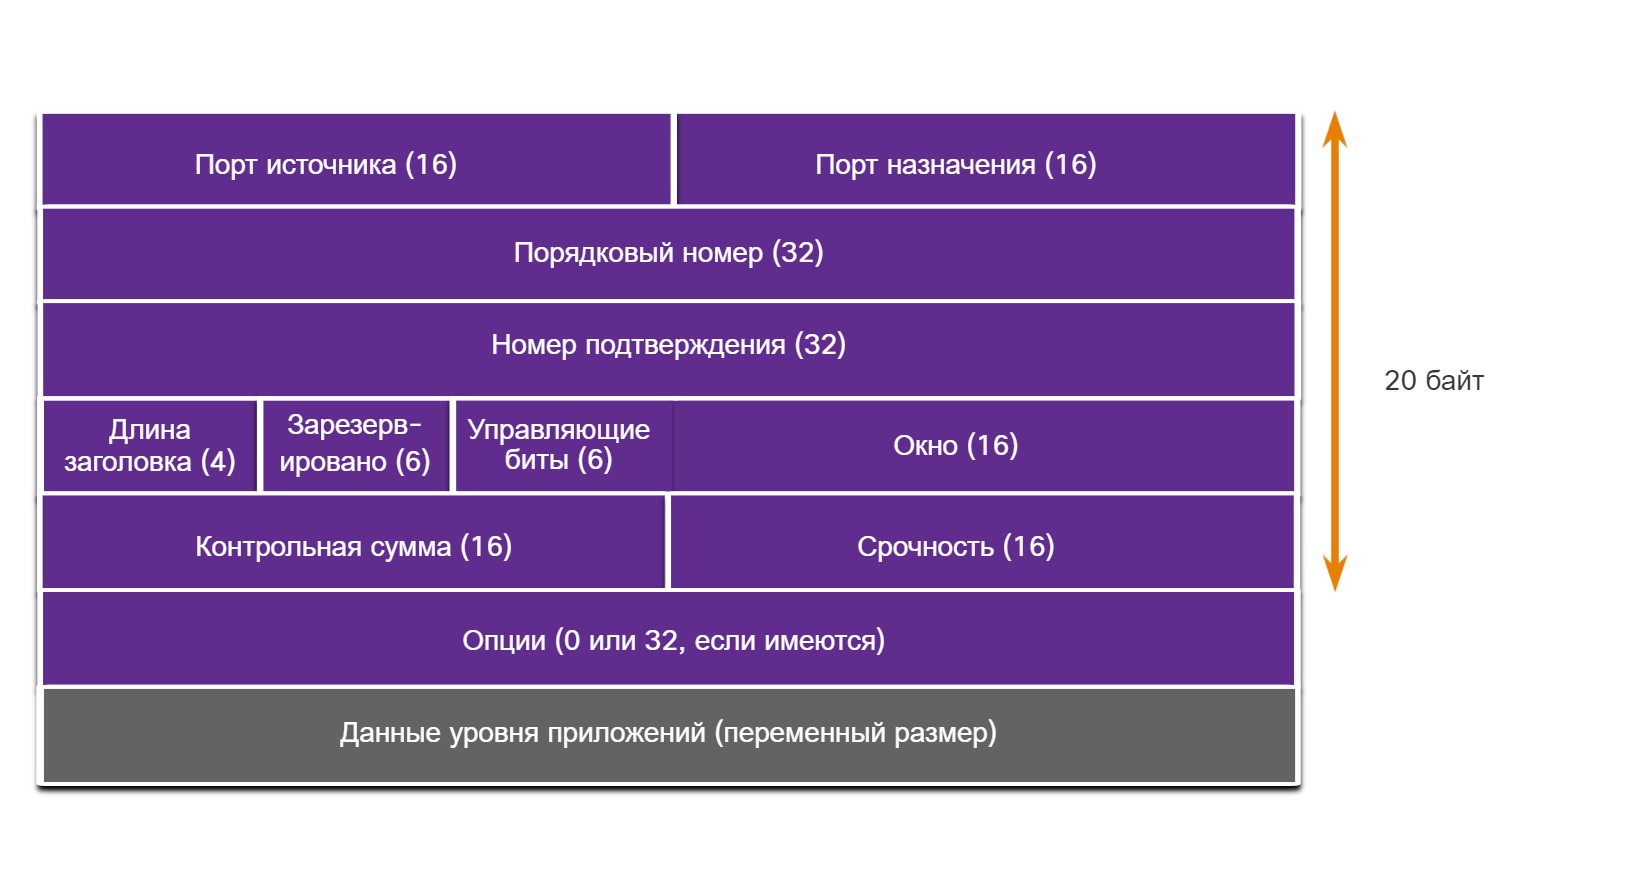 Порт источника (16)
Порт назначения (16)
Порядковый номер (32)
Номер подтверждения (32)
Длина
заголовка (4)
Зарезерв-
ировано (6)
Управляющие
биты (6)
Окно (16)
Контрольная сумма (16)
Срочность (16)
Опции (0 или 32, если имеются)
Данные уровня приложений (переменный размер)
20 байт